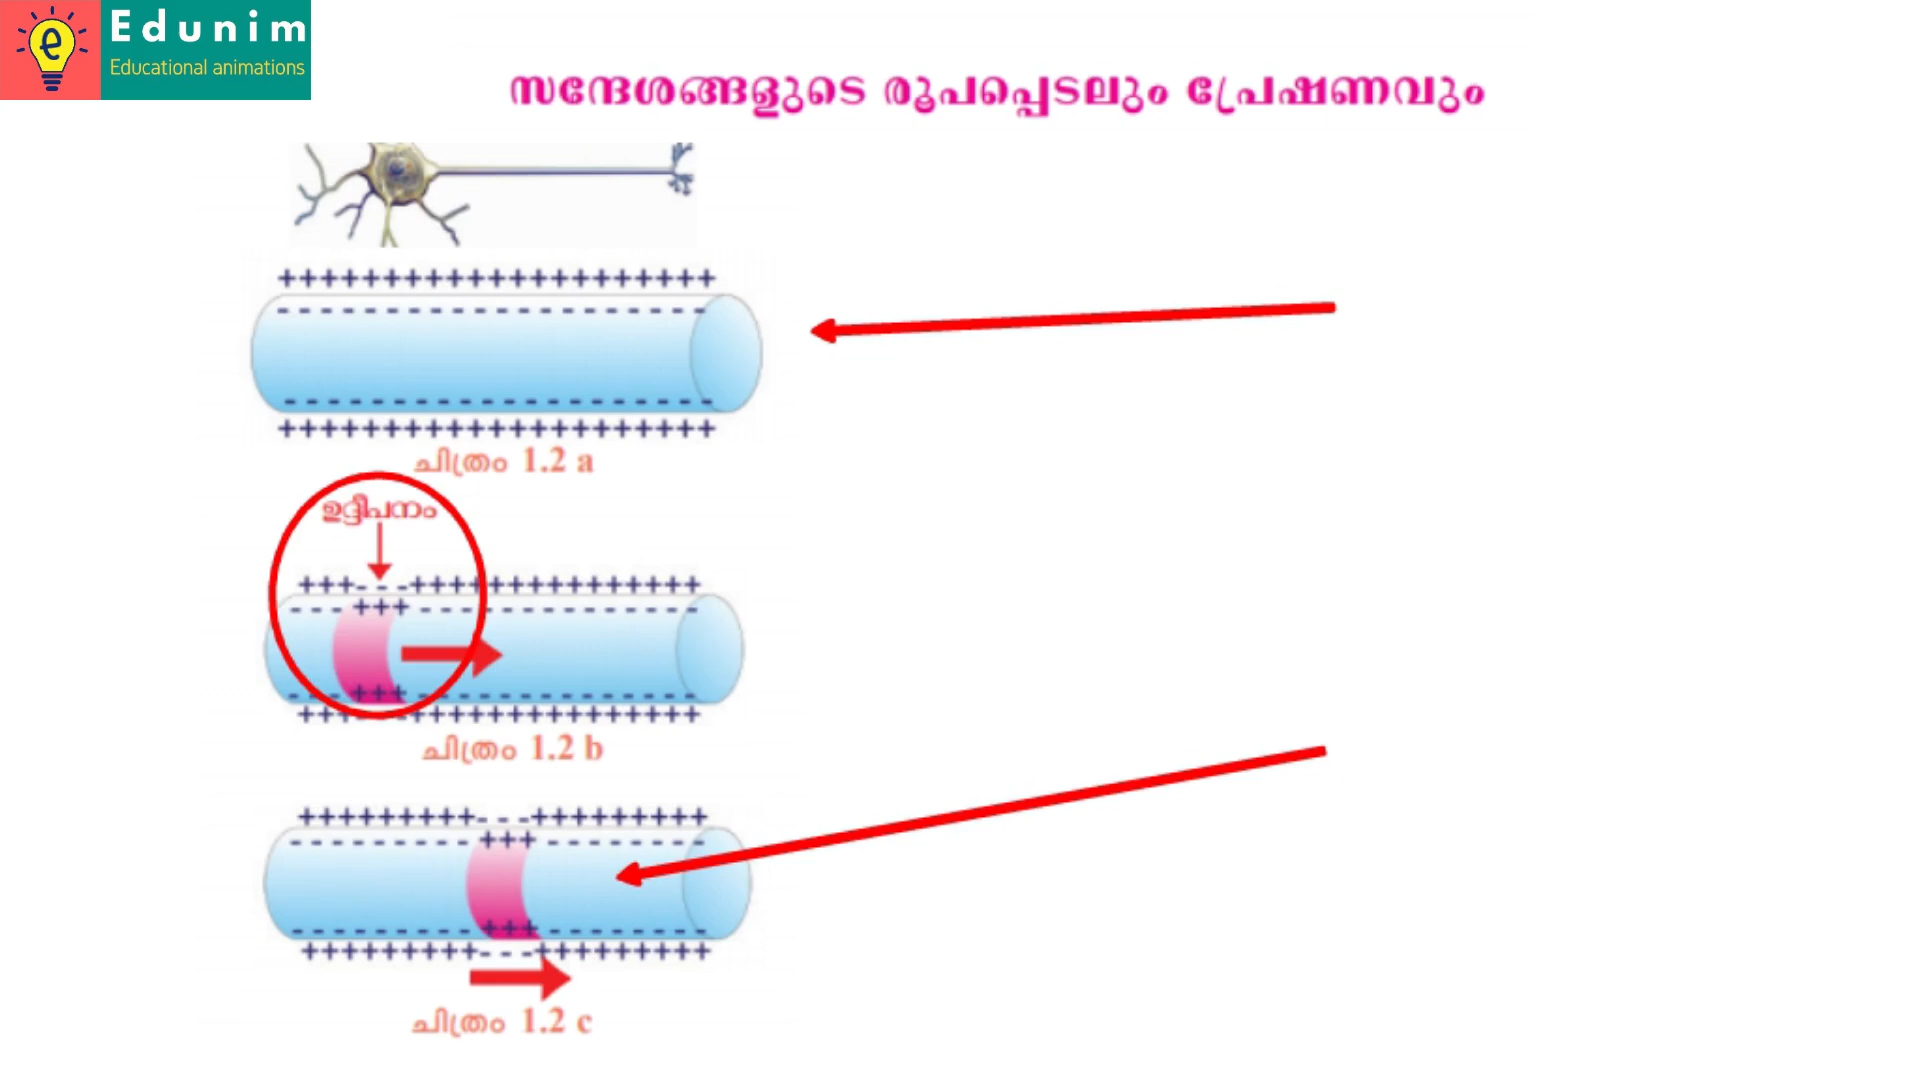 e
Edunim
Educational animations
സന്ദേശങ്ങളുടെ രൂപപ്പെടലും പ്രേഷണവും
++++++++++++++++++++
- - - - - - - - - - - - - - - - - - - -
- - - - - - - - - - - - - - - - - - - -
++++++++++++++++++++
ചിത്രം 1.2 a
ഉദ്ദീപനം
+++- - -++++++++++++++++
- - - +++ - - - - - - - - - - - - -
- - - +++ - - - - - - - - - - - - -
+++- - -++++++++++++++++
ചിത്രം 1.2 b
+++++++++- - -+++++++++
- - - - - - - - - +++ - - - - - - - -
- - - - - - - - - +++ - - - - - - - -
+++++++++- - -+++++++++
ചിത്രം 1.2 c